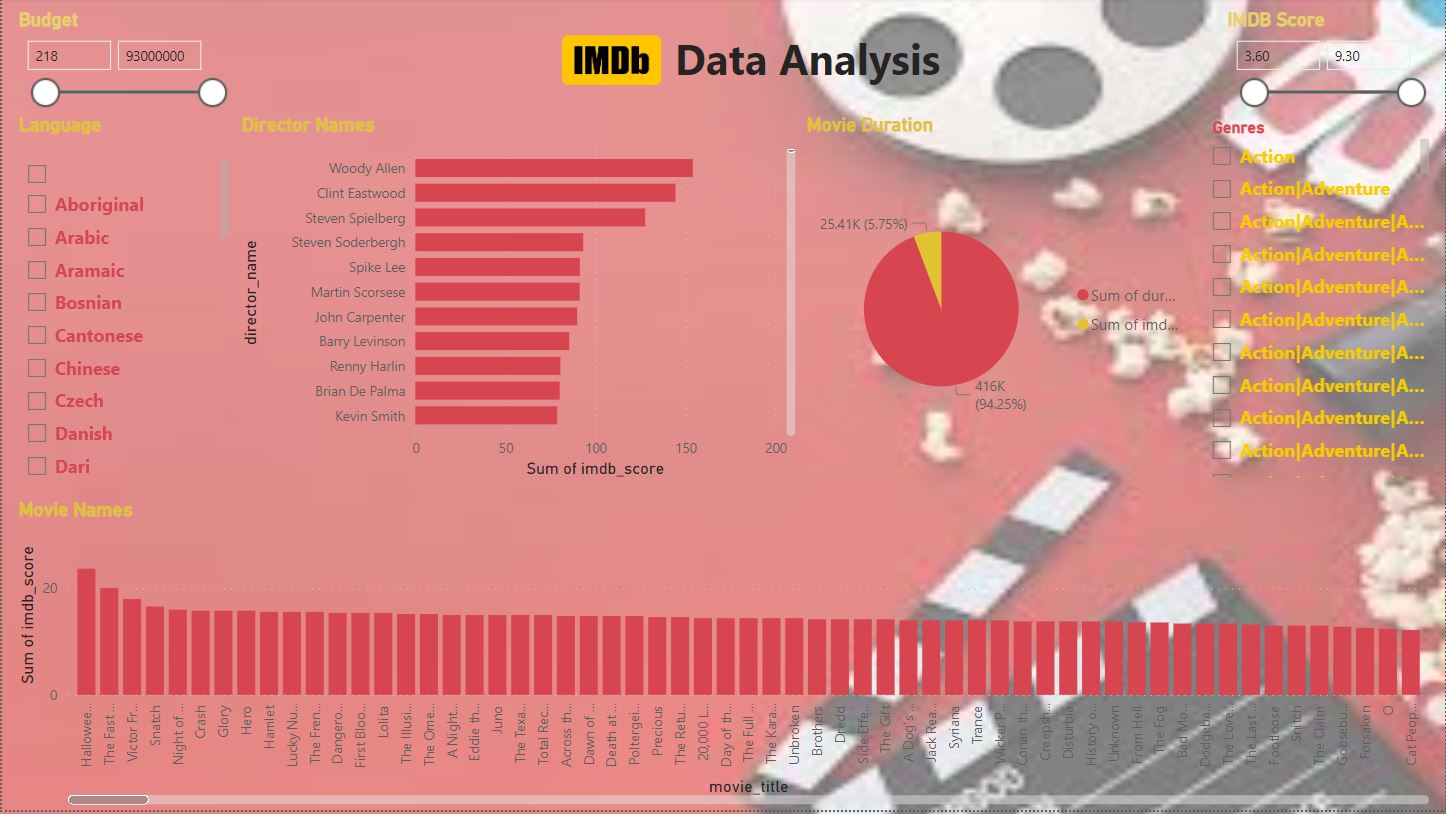 Budget
218
93000000
IMDb Data Analysis
IMDB Score
3.60
9.30
Language
Aboriginal
Arabic
Aramaic
Bosnian
Cantonese
Chinese
Czech
Danish
Dari
Director Names
director_name
Woody Allen
Clint Eastwood
Steven Spielberg
Steven Soderbergh
Spike Lee
Martin Scorsese
John Carpenter
Barry Levinson
Renny Harlin
Brian De Palma
Kevin Smith
0 50 100 150 200
Sum of imdb_score
Movie Duration
25.41K (5.75%)
416K
(94.25%)
Sum of dur...
Sum of imd...
Genres
Action
Action|Adventure
Action|Adventure|A...
Action|Adventure|A...
Action|Adventure|A...
Action|Adventure|A...
Action|Adventure|A...
Action|Adventure|A...
Action|Adventure|A...
Action|Adventure|A...
Movie Names
Sum of imdb_score
20
0
Hallowee...
The Fast ...
Victor Fr...
Snatch
Night of ...
Crash
Glory
Hero
Hamlet
Lucky Nu...
The Fren...
Dangero...
First Bloo...
Lolita
The Illusi...
The Ome...
A Night...
Eddie th...
Juno
The Texa...
Total Rec...
Across th...
Dawn of ...
Death at ...
Poltergei...
Precious
The Retu...
20,000 L...
Day of th...
The Full ...
The Kara...
Unbroken
Brothers
Dredd
Side Effe...
The Gift
A Dog's ...
Jack Rea...
Syriana
Trance
Wicker P...
Conan th...
Creepsh...
Disturbia
History o...
Unknown
From Hell
The Fog
Bad Mo...
Dodgeba...
The Love...
The Last ...
Footloose
Snitch
The Claim
Goosebu...
Forsaken
O
Cat Peop...
movie_title